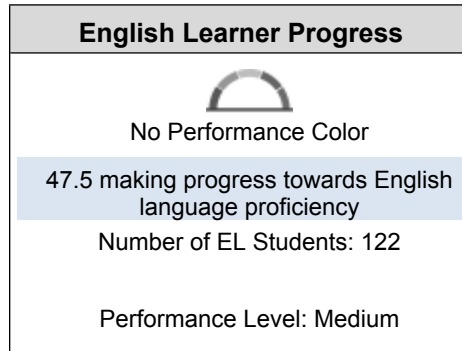 English Learner Progress
No Performance Color
47.5 making progress towards English
language proficiency
Number of EL Students: 122
Performance Level: Medium